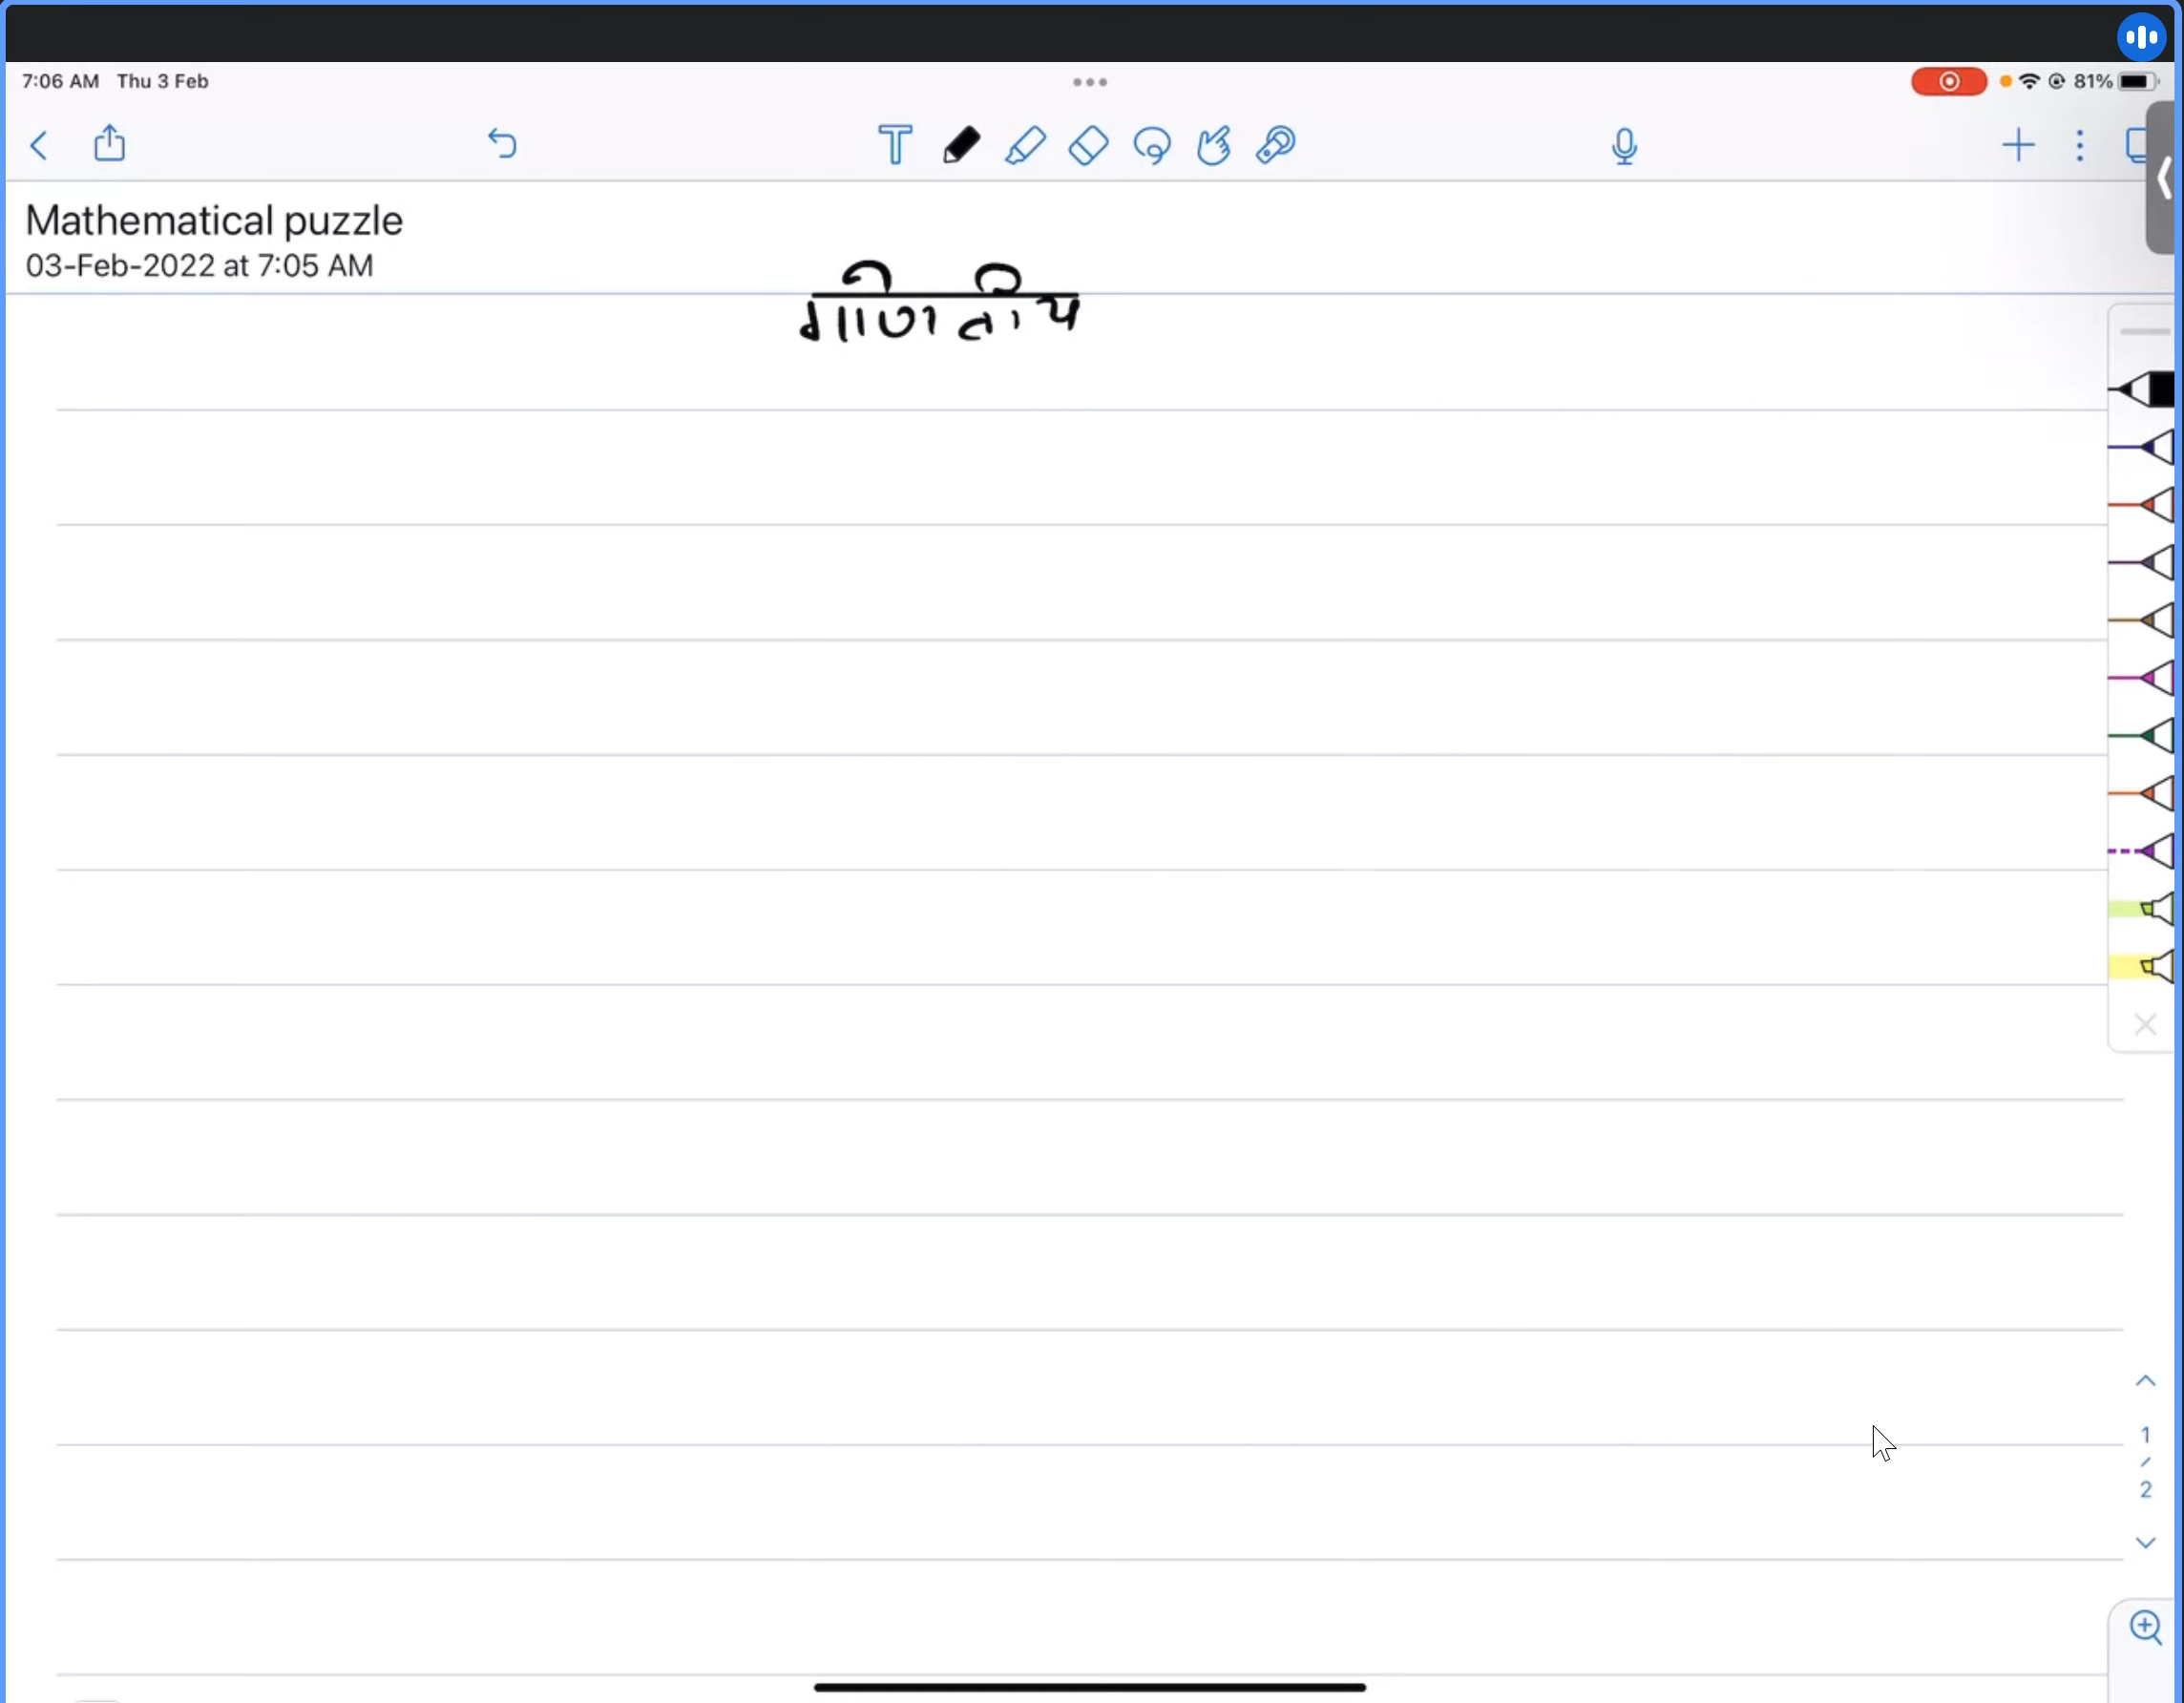 7:06 AM Thu 3 Feb
81%
Mathematical puzzle
03-Feb-2022 at 7:05 AM
गाणितीय
1
/
2